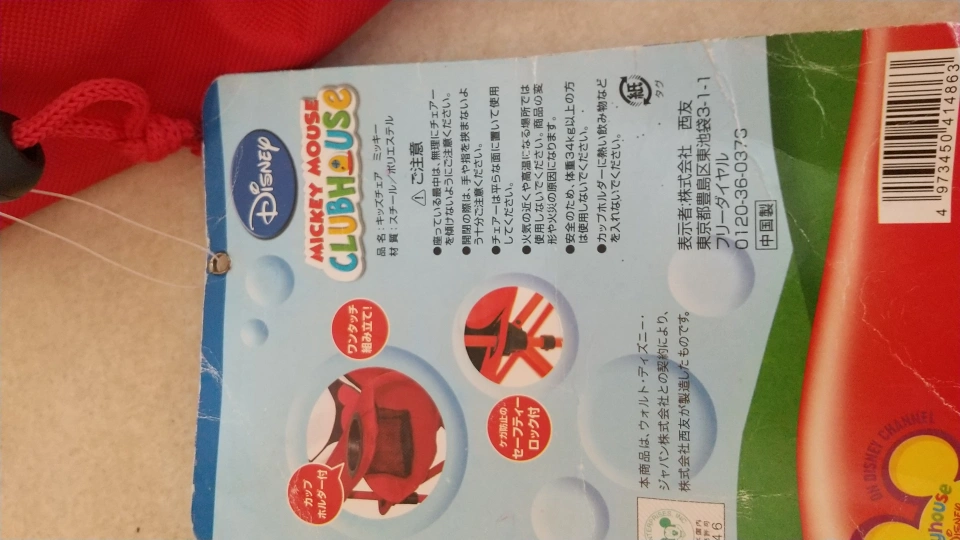 DISNEY
MICKEY MOUSE
CLUBHOUSE
品名：キッズチェア ミッキー
材質：スチール／ポリエステル
⚠ ご注意
●座っている最中は、無理にチェアー
を傾けないようにご注意ください。
●開閉の際は、手や指を挟まないよ
う十分ご注意ください。
●チェアーは平らな面に置いて使用
してください。
●火気の近くや高温になる場所では
使用しないでください。商品の変
形や火災の原因になります。
●安全のため、体重34kg以上の方
は使用しないでください。
●カップホルダーに熱い飲み物など
を入れないでください。
紙
タグ
表示者：株式会社 西友
東京都豊島区東池袋3-1-1
フリーダイヤル
0120-36-0373
中国製
4 973450 414863
ワンタッチ
組み立て！
カップ
ホルダー付
ケガ防止の
セーフティー
ロック付
本商品は、ウォルト・ディズニー・
ジャパン株式会社との契約により、
株式会社西友が製造したものです。
46
ON DISNEY CHANNEL
yhouse
DISNEY